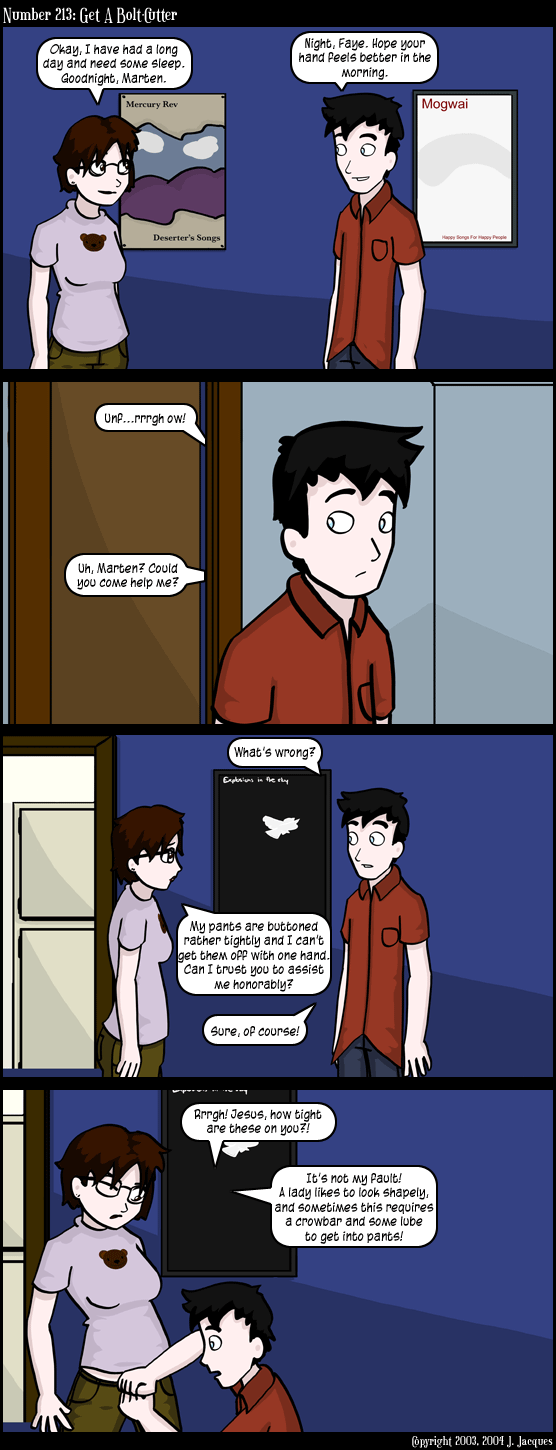 Number 213: Get A Bolt-Cutter
Okay, I have had a long
day and need some sleep.
Goodnight, Marten.
Night, Faye. Hope your
hand feels better in the
morning.
Mercury Rev
Deserter's Songs
Mogwai
Happy Songs For Happy People
Unf...rrrgh ow!
Uh, Marten? Could
you come help me?
What's wrong?
Explosions in the sky
My pants are buttoned
rather tightly and I can't
get them off with one hand.
Can I trust you to assist
me honorably?
Sure, of course!
Explosions in the sky
Rrrgh! Jesus, how tight
are these on you?!
It's not my fault!
A lady likes to look shapely,
and sometimes this requires
a crowbar and some lube
to get into pants!
Copyright 2003, 2004 J. Jacques